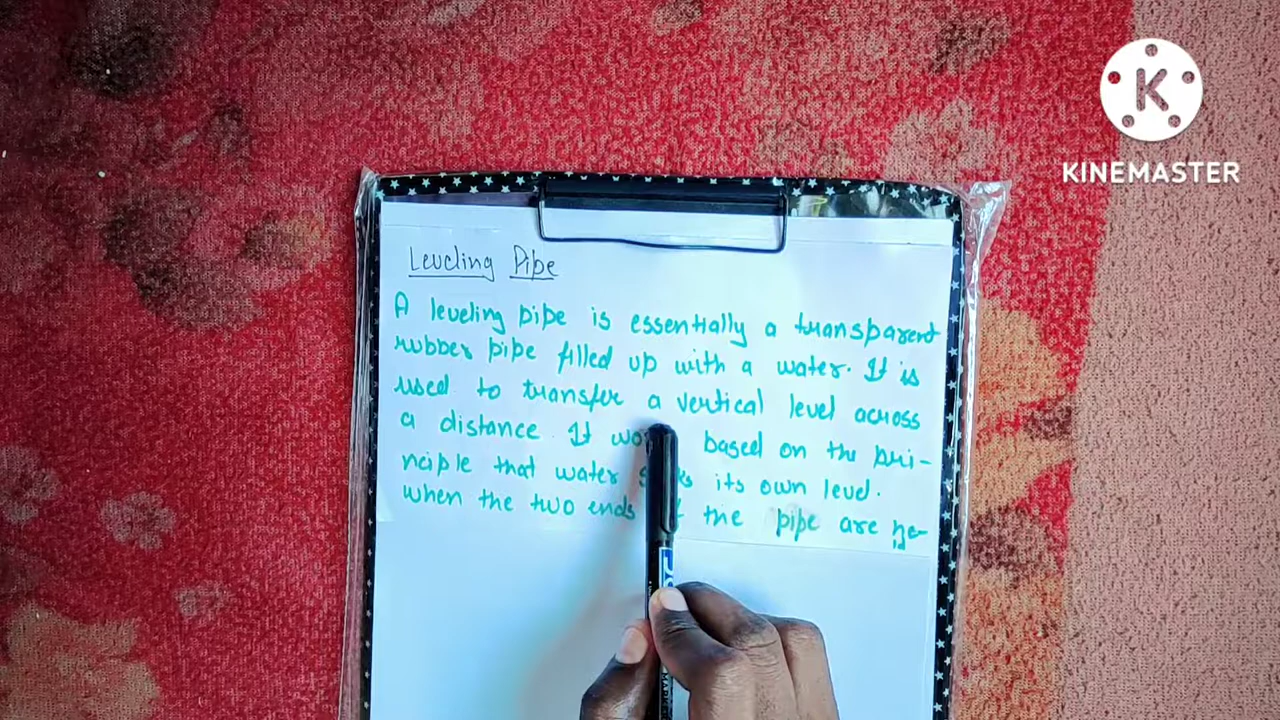 K
KINEMASTER
Leveling Pipe
A leveling pipe is essentially a transparent
rubber pipe filled up with a water. It is
used to transfer a vertical level across
a distance. It based on the pri-
nciple that water its own level.
when the two ends the pipe are